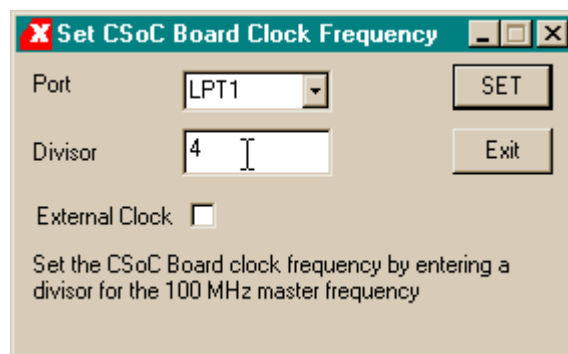 X Set CSoC Board Clock Frequency
Port LPT1 SET
Divisor 4 Exit
External Clock
Set the CSoC Board clock frequency by entering a
divisor for the 100 MHz master frequency